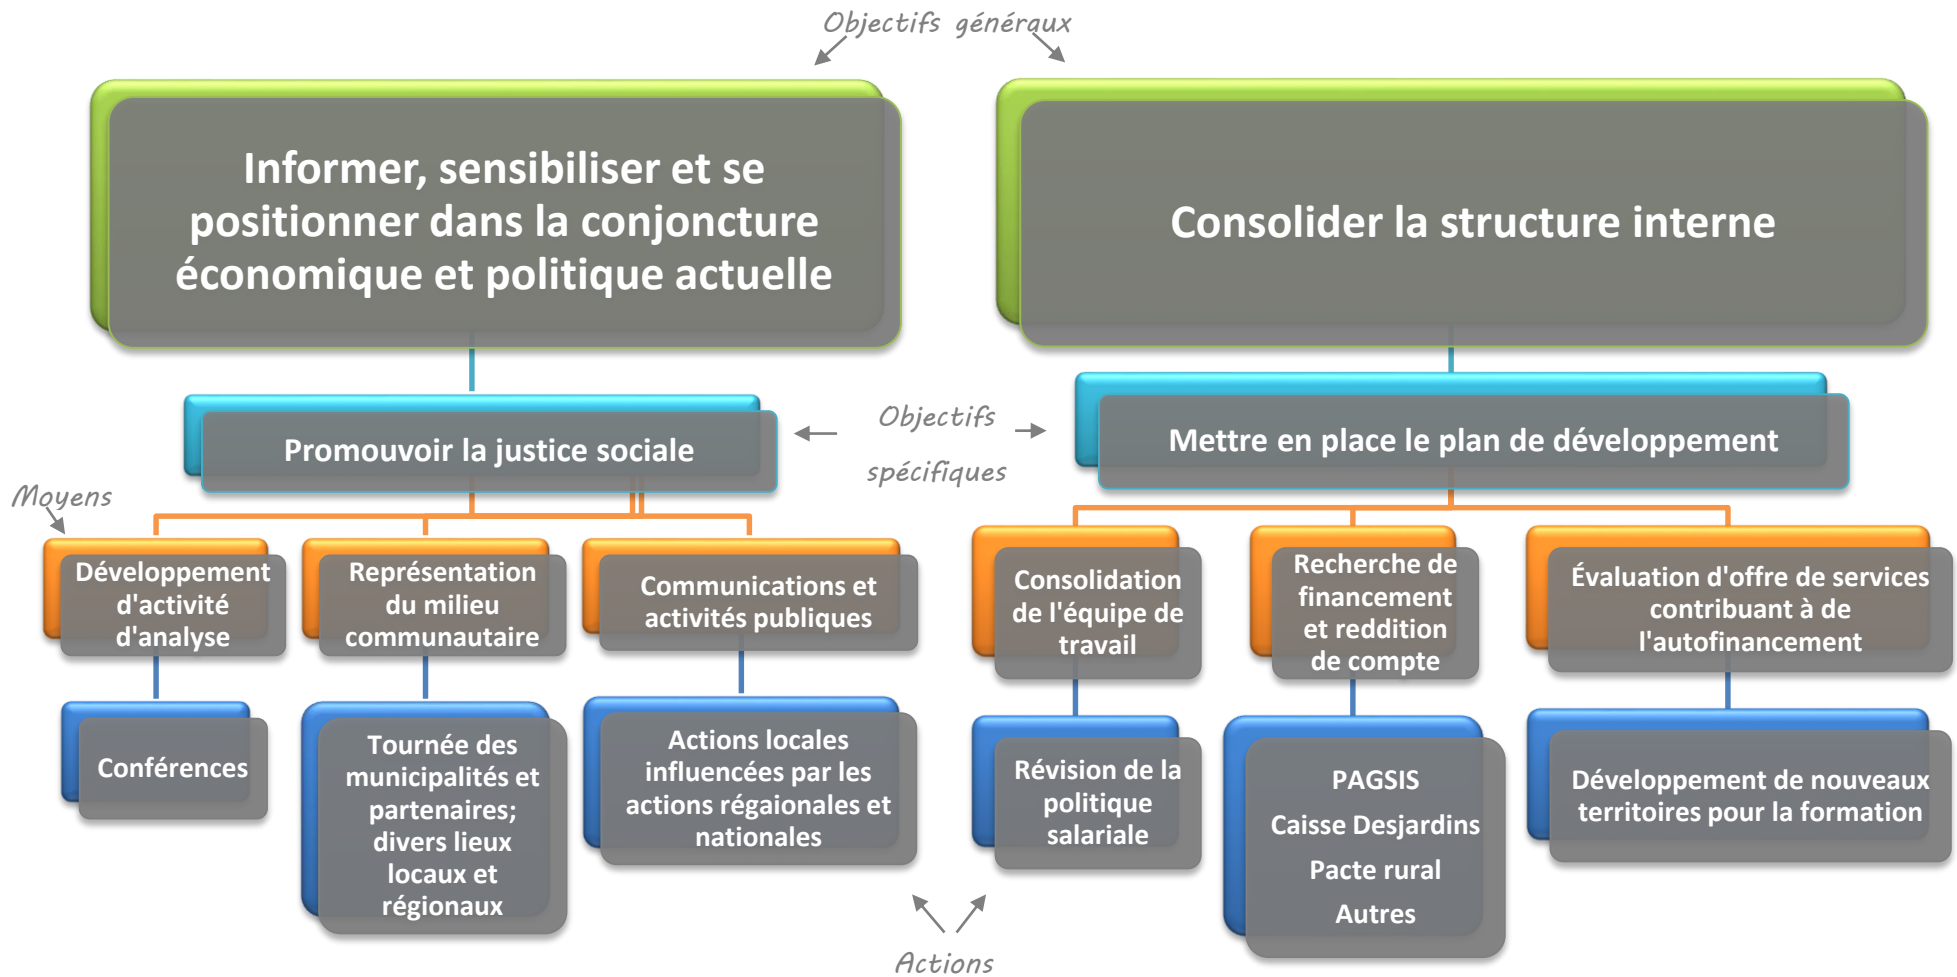 Objectifs généraux
Informer, sensibiliser et se
positionner dans la conjoncture
économique et politique actuelle
Consolider la structure interne
Promouvoir la justice sociale
Objectifs
spécifiques
Mettre en place le plan de développement
Moyens
Développement
d'activité
d'analyse
Représentation
du milieu
communautaire
Communications et
activités publiques
Consolidation
de l'équipe de
travail
Recherche de
financement
et reddition
de compte
Évaluation d'offre de services
contribuant à de
l'autofinancement
Conférences
Tournée des
municipalités et
partenaires;
divers lieux
locaux et
régionaux
Actions locales
influencées par les
actions régaionales et
nationales
Révision de la
politique
salariale
PAGSIS
Caisse Desjardins
Pacte rural
Autres
Développement de nouveaux
territoires pour la formation
Actions